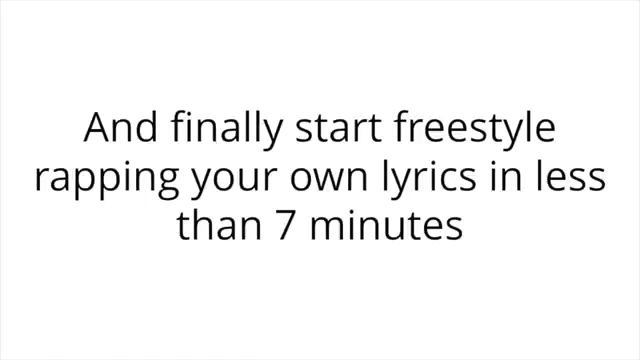 And finally start freestyle
rapping your own lyrics in less
than 7 minutes